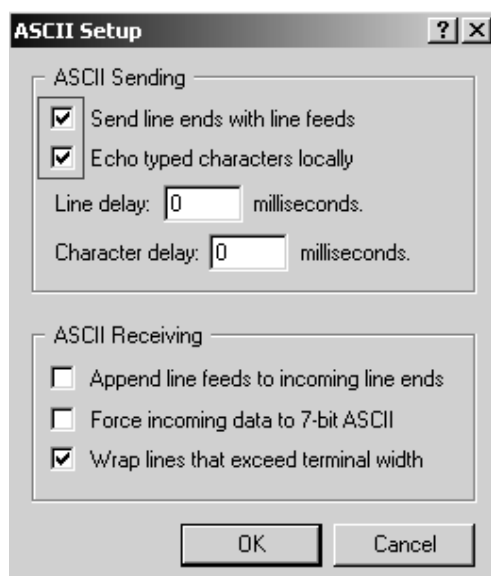 ASCII Setup
ASCII Sending
Send line ends with line feeds
Echo typed characters locally
Line delay: 0 milliseconds.
Character delay: 0 milliseconds.
ASCII Receiving
Append line feeds to incoming line ends
Force incoming data to 7-bit ASCII
Wrap lines that exceed terminal width
OK Cancel